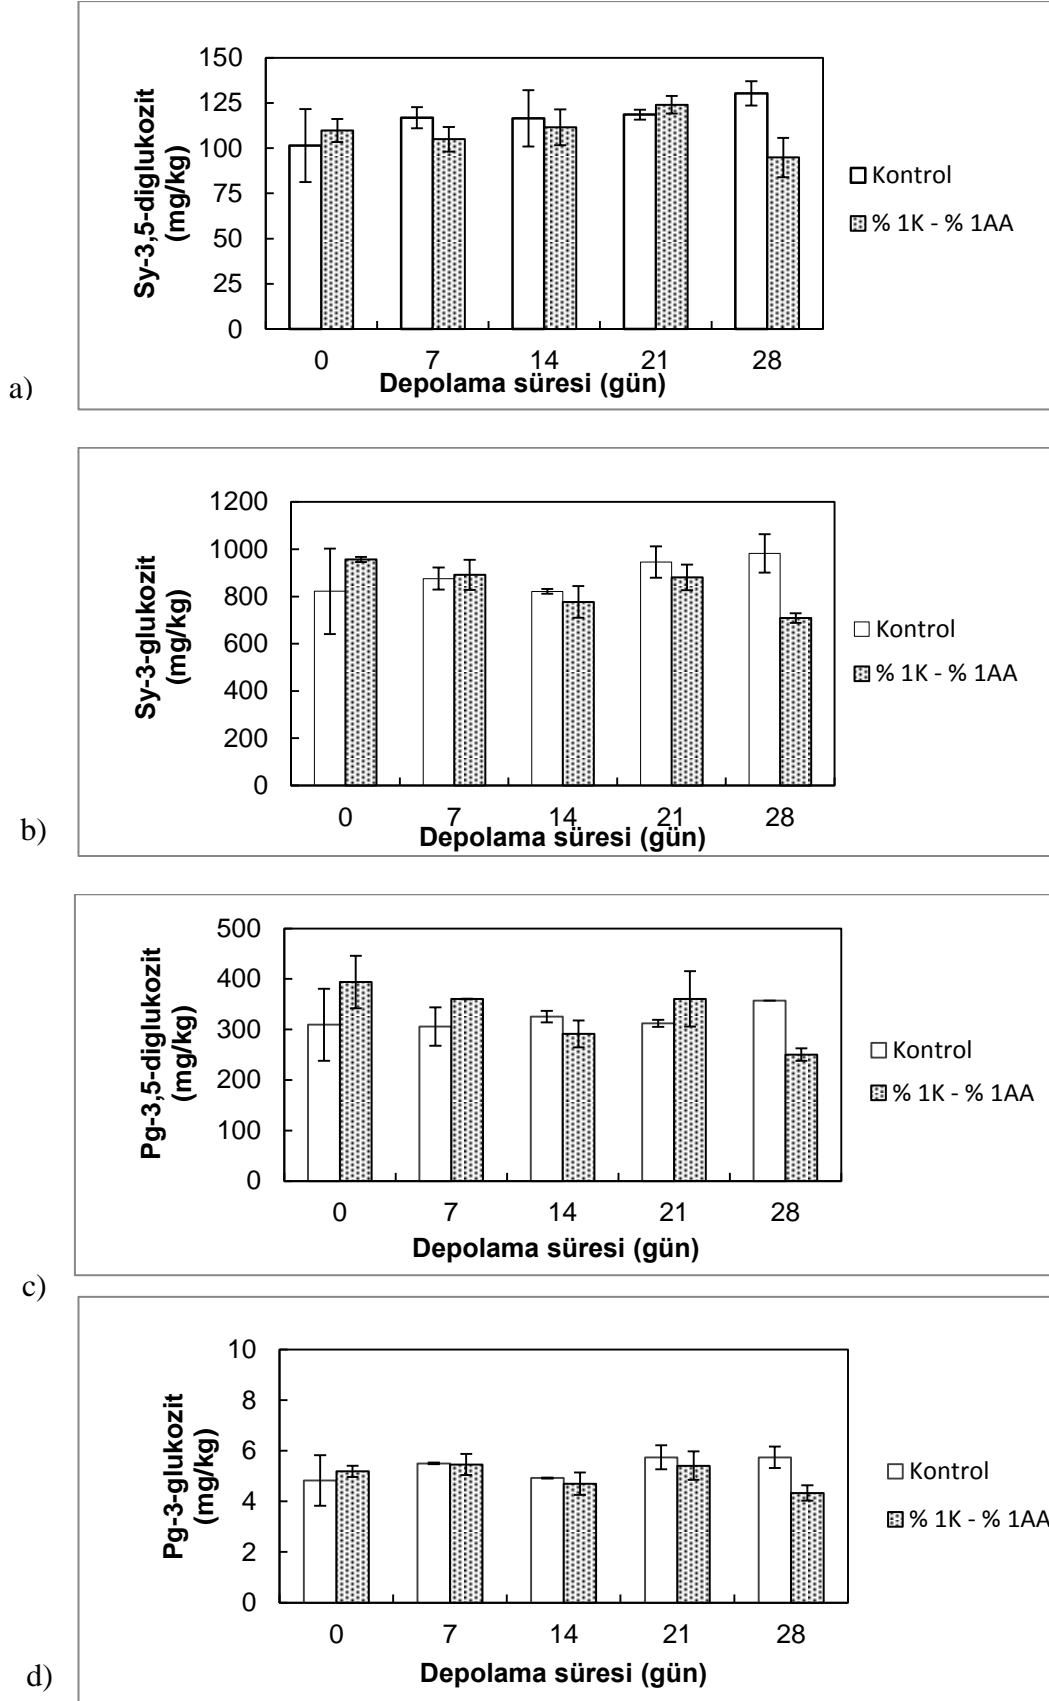 Sy-3,5-diglukozit
(mg/kg)
150
125
100
75
50
25
0
0 7 14 21 28
Depolama süresi (gün)
Kontrol
% 1K - % 1AA
a)
Sy-3-glukozit
(mg/kg)
1200
1000
800
600
400
200
0
0 7 14 21 28
Depolama süresi (gün)
Kontrol
% 1K - % 1AA
b)
Pg-3,5-diglukozit
(mg/kg)
500
400
300
200
100
0
0 7 14 21 28
Depolama süresi (gün)
Kontrol
% 1K - % 1AA
c)
Pg-3-glukozit
(mg/kg)
10
8
6
4
2
0
0 7 14 21 28
Depolama süresi (gün)
Kontrol
% 1K - % 1AA
d)